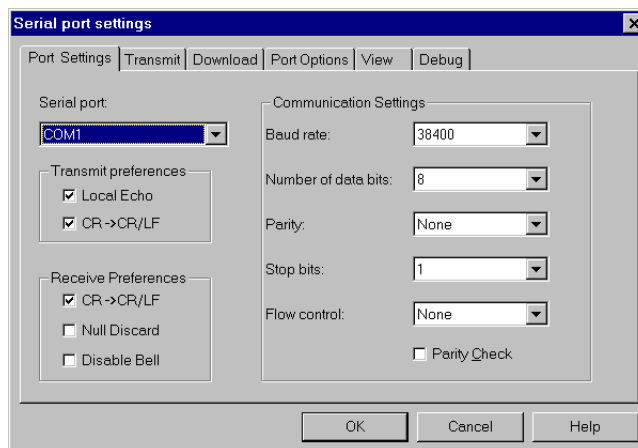 Serial port settings
Port Settings Transmit Download Port Options View Debug
Serial port:
COM1
Transmit preferences
Local Echo
CR->CR/LF
Receive Preferences
CR->CR/LF
Null Discard
Disable Bell
Communication Settings
Baud rate: 38400
Number of data bits: 8
Parity: None
Stop bits: 1
Flow control: None
Parity Check
OK Cancel Help